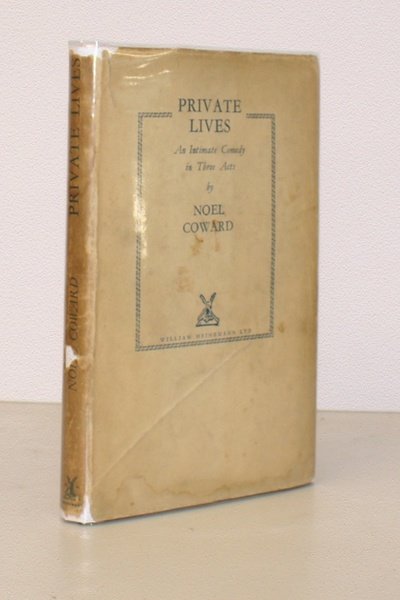 PRIVATE LIVES
NOEL COWARD
PRIVATE
LIVES
An Intimate Comedy
in Three Acts
by
NOEL
COWARD
WILLIAM HEINEMANN LTD